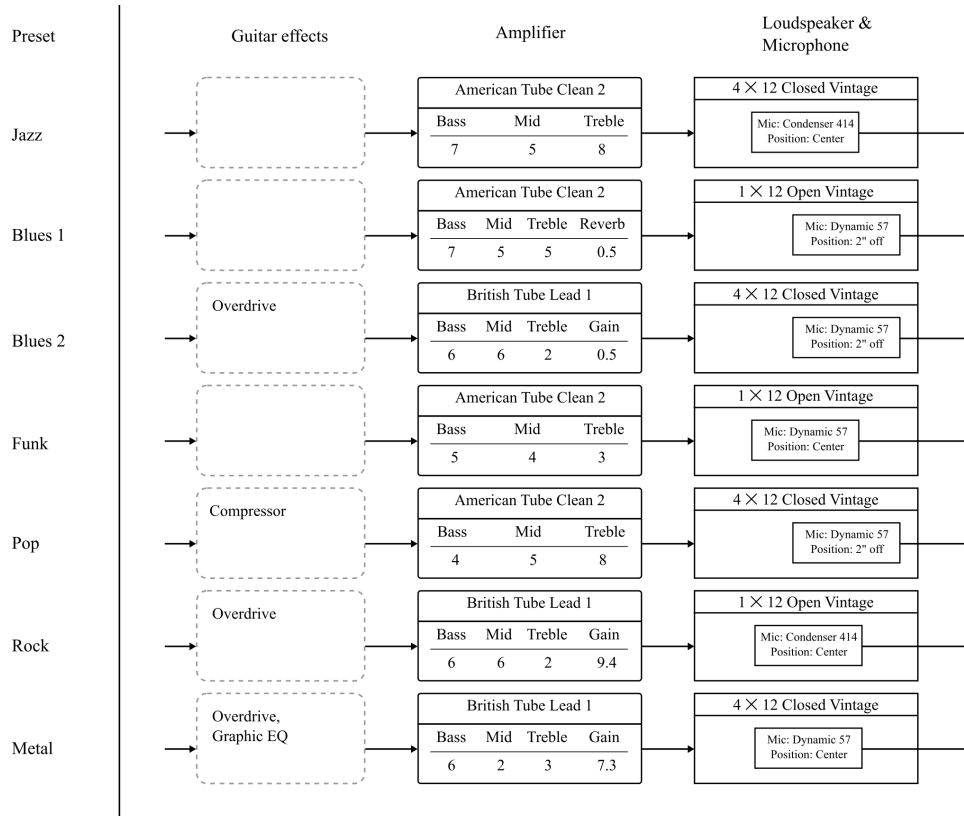 Preset
Guitar effects
Amplifier
Loudspeaker &
Microphone
Jazz
American Tube Clean 2
Bass Mid Treble
7 5 8
4 × 12 Closed Vintage
Mic: Condenser 414
Position: Center
Blues 1
American Tube Clean 2
Bass Mid Treble Reverb
7 5 5 0.5
1 × 12 Open Vintage
Mic: Dynamic 57
Position: 2" off
Blues 2
Overdrive
British Tube Lead 1
Bass Mid Treble Gain
6 6 2 0.5
4 × 12 Closed Vintage
Mic: Dynamic 57
Position: 2" off
Funk
American Tube Clean 2
Bass Mid Treble
5 4 3
1 × 12 Open Vintage
Mic: Dynamic 57
Position: Center
Pop
Compressor
American Tube Clean 2
Bass Mid Treble
4 5 8
4 × 12 Closed Vintage
Mic: Dynamic 57
Position: 2" off
Rock
Overdrive
British Tube Lead 1
Bass Mid Treble Gain
6 6 2 9.4
1 × 12 Open Vintage
Mic: Condenser 414
Position: Center
Metal
Overdrive,
Graphic EQ
British Tube Lead 1
Bass Mid Treble Gain
6 2 3 7.3
4 × 12 Closed Vintage
Mic: Dynamic 57
Position: Center